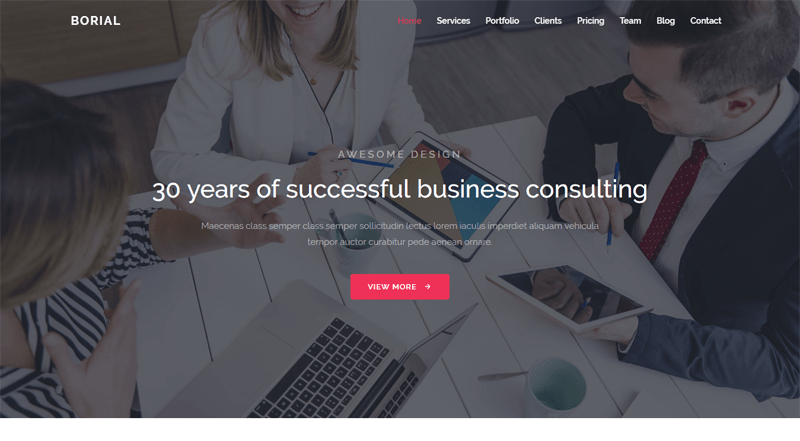 BORIAL
Home Services Portfolio Clients Pricing Team Blog Contact
AWESOME DESIGN
30 years of successful business consulting
Maecenas class semper class semper sollicitudin lectus lorem iaculis imperdiet aliquam vehicula
tempor auctor curabitur pede aenean ornare.
VIEW MORE